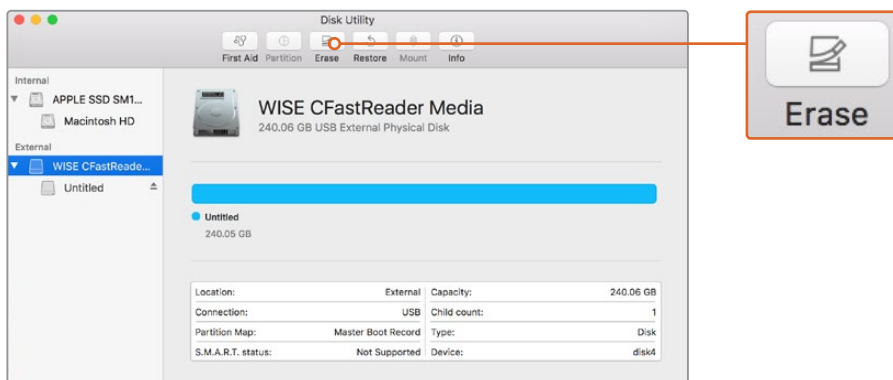 Disk Utility
First Aid Partition Erase Restore Mount Info
Erase
Internal
APPLE SSD SM1...
Macintosh HD
External
WISE CFastReade...
Untitled
WISE CFastReader Media
240.06 GB USB External Physical Disk
Untitled
240.05 GB
Location: External Capacity: 240.06 GB
Connection: USB Child count: 1
Partition Map: Master Boot Record Type: Disk
S.M.A.R.T. status: Not Supported Device: disk4